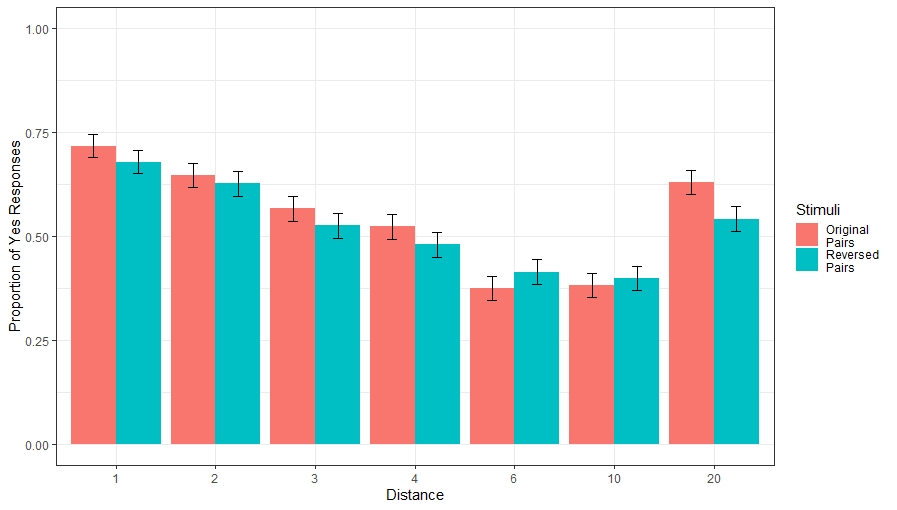 1.00
0.75
0.50
0.25
0.00
Proportion of Yes Responses
1 2 3 4 6 10 20
Distance
Stimuli
Original
Pairs
Reversed
Pairs